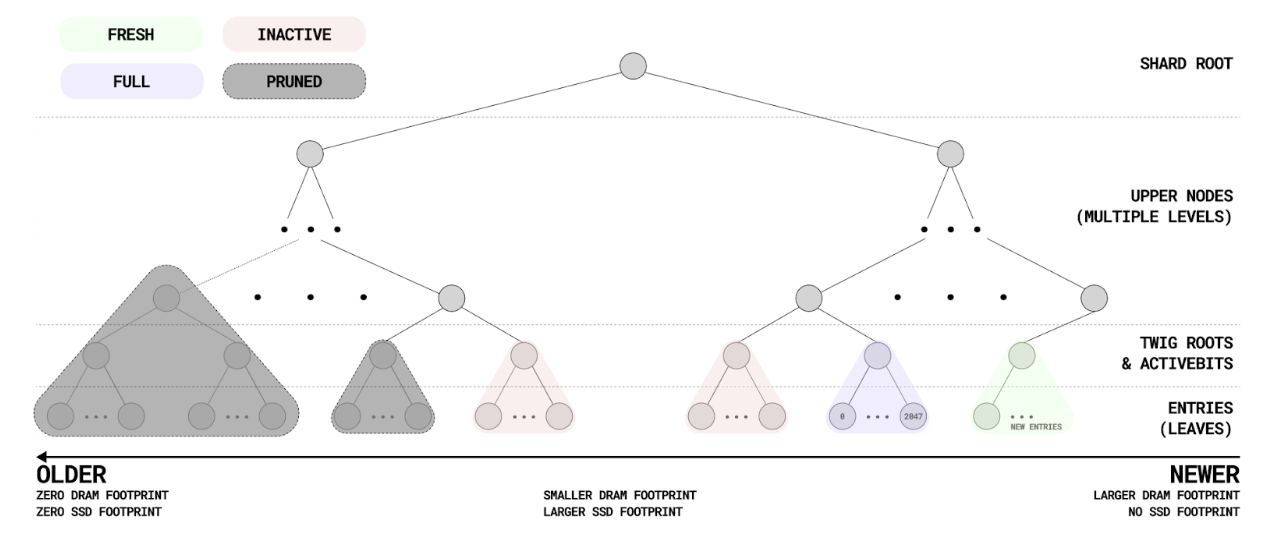 FRESH
INACTIVE
FULL
PRUNED
SHARD ROOT
UPPER NODES
(MULTIPLE LEVELS)
TWIG ROOTS
& ACTIVEBITS
0
2047
NEW ENTRIES
ENTRIES
(LEAVES)
OLDER
ZERO DRAM FOOTPRINT
ZERO SSD FOOTPRINT
SMALLER DRAM FOOTPRINT
LARGER SSD FOOTPRINT
NEWER
LARGER DRAM FOOTPRINT
NO SSD FOOTPRINT